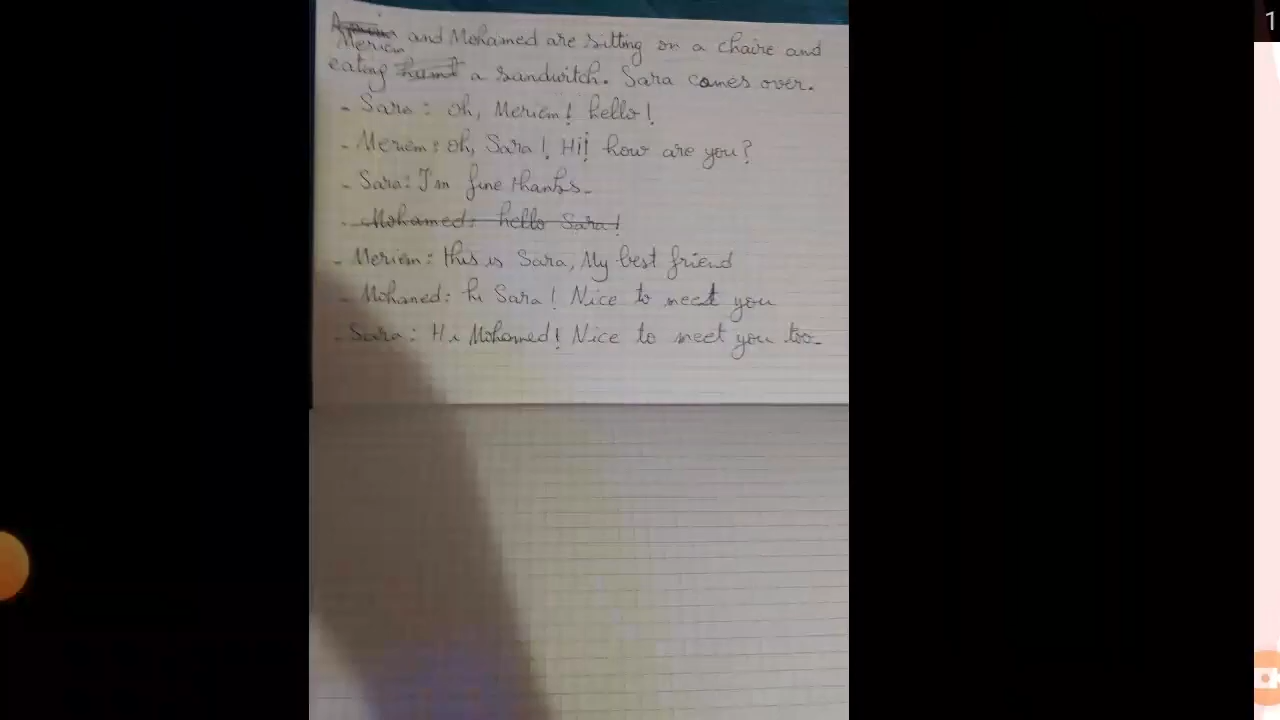 Meriem and Mohamed are sitting on a chaire and
eating a sandwitch. Sara comes over.
- Sara : oh, Meriem! hello!
- Meriem : oh, Sara! Hi! how are you?
- Sara : I'm fine thanks.
- Mohamed : hello Sara!
- Meriem : this is Sara, My best friend
- Mohamed : hi Sara! Nice to meet you
- Sara : Hi Mohamed! Nice to meet you too.
1